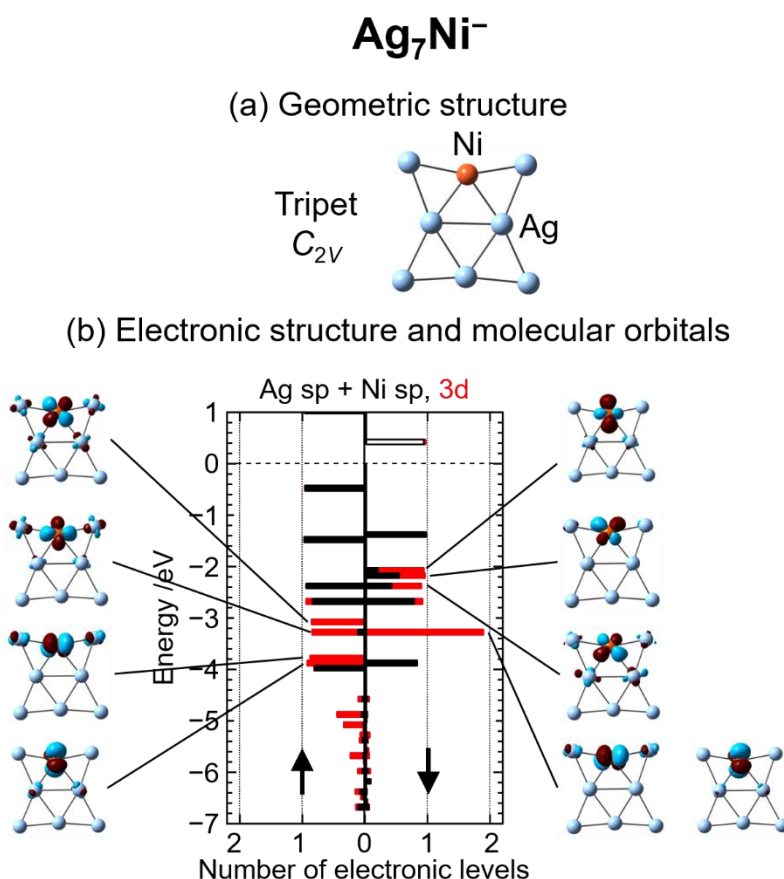 Ag₇Ni⁻
(a) Geometric structure
Ni
Tripet
C₂V
Ag
(b) Electronic structure and molecular orbitals
Ag sp + Ni sp, 3d
Energy /eV
1
0
−1
−2
−3
−4
−5
−6
−7
2 1 0 1 2
Number of electronic levels